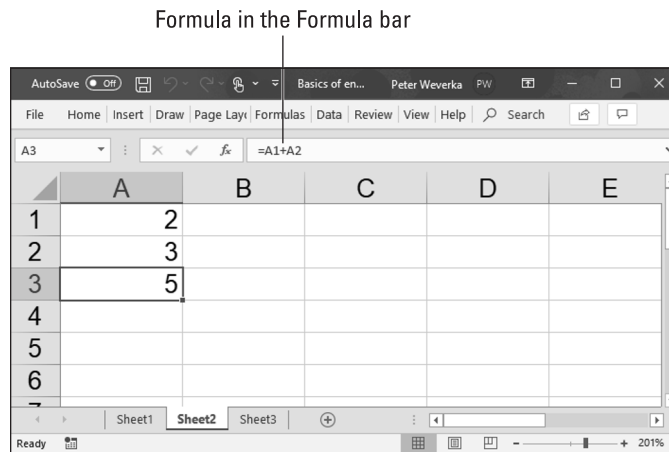 Formula in the Formula bar
AutoSave Off Basics of en... Peter Weverka PW
File Home Insert Draw Page Layo Formulas Data Review View Help Search
A3 fx =A1+A2
A B C D E
1 2
2 3
3 5
4
5
6
7
Sheet1 Sheet2 Sheet3
Ready 201%